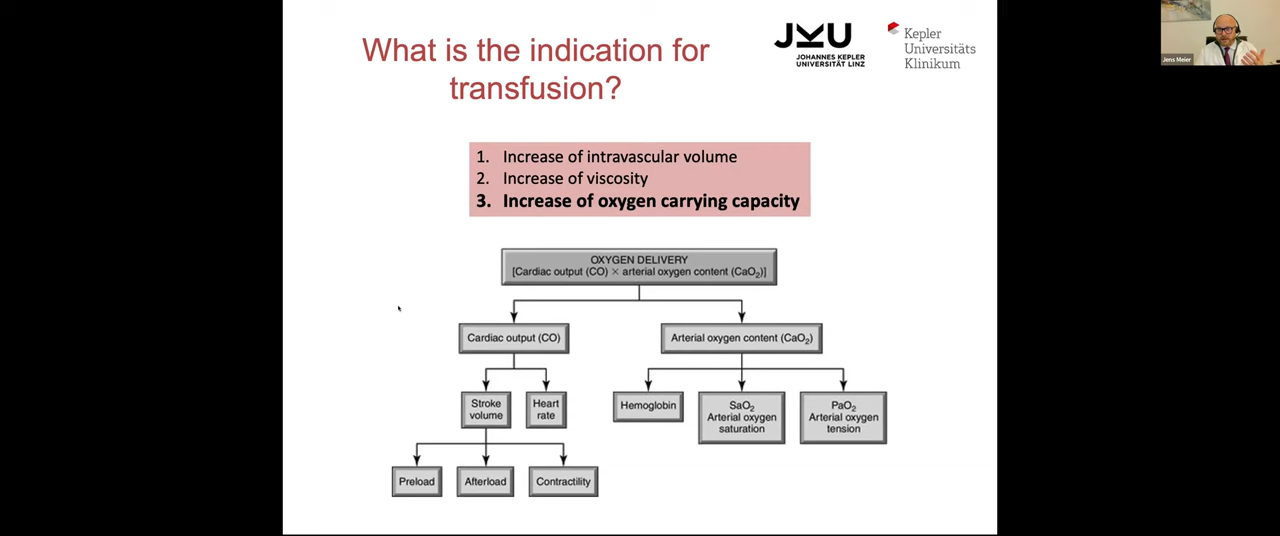 What is the indication for
transfusion?
JKU
JOHANNES KEPLER
UNIVERSITÄT LINZ
Kepler
Universitäts
Klinikum
Jens Meier
1. Increase of intravascular volume
2. Increase of viscosity
3. Increase of oxygen carrying capacity
OXYGEN DELIVERY
[Cardiac output (CO) × arterial oxygen content (CaO₂)]
Cardiac output (CO)
Arterial oxygen content (CaO₂)
Stroke
volume
Heart
rate
Hemoglobin
SaO₂
Arterial oxygen
saturation
PaO₂
Arterial oxygen
tension
Preload
Afterload
Contractility